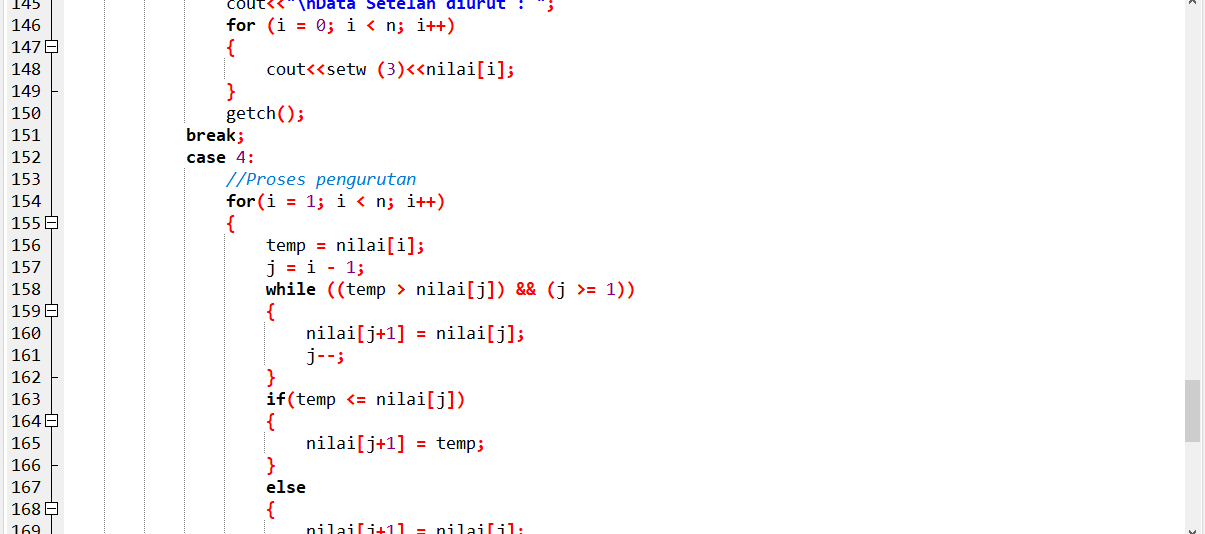 145 cout<<"\nData Setelah diurut : ";
146 for (i = 0; i < n; i++)
147 {
148 cout<<setw (3)<<nilai[i];
149 }
150 getch();
151 break;
152 case 4:
153 //Proses pengurutan
154 for(i = 1; i < n; i++)
155 {
156 temp = nilai[i];
157 j = i - 1;
158 while ((temp > nilai[j]) && (j >= 1))
159 {
160 nilai[j+1] = nilai[j];
161 j--;
162 }
163 if(temp <= nilai[j])
164 {
165 nilai[j+1] = temp;
166 }
167 else
168 {
169 nilai[j+1] = nilai[j];